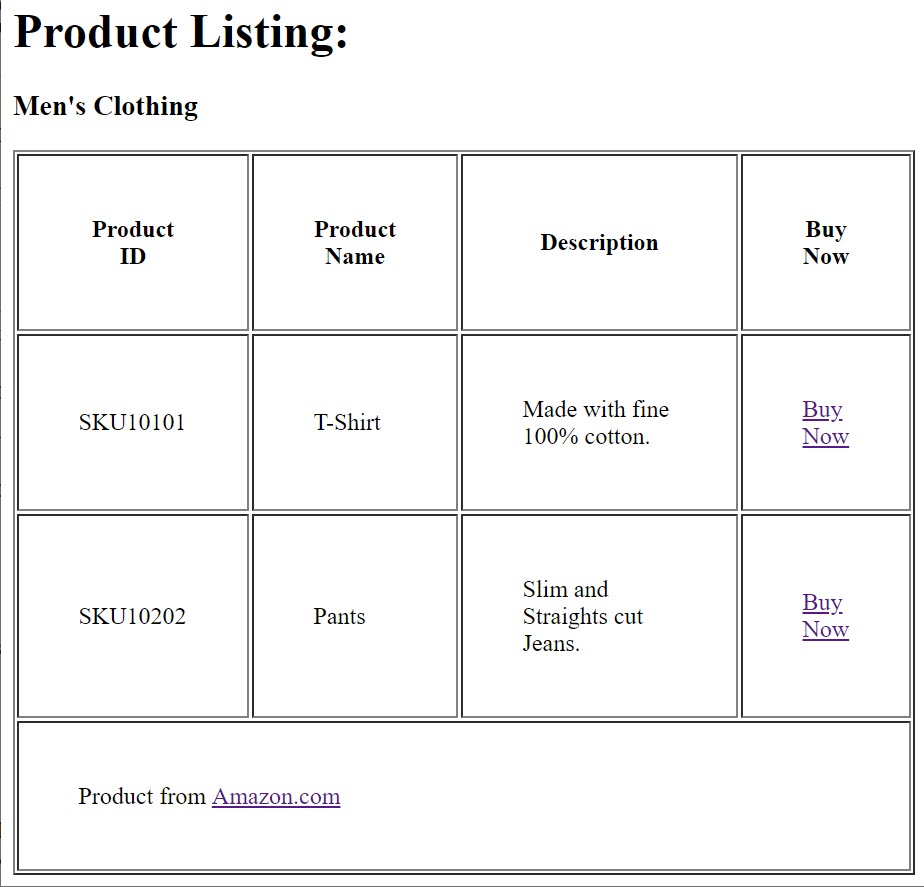 Product Listing:
Men's Clothing
Product
ID
Product
Name
Description
Buy
Now
SKU10101
T-Shirt
Made with fine
100% cotton.
Buy
Now
SKU10202
Pants
Slim and
Straights cut
Jeans.
Buy
Now
Product from Amazon.com